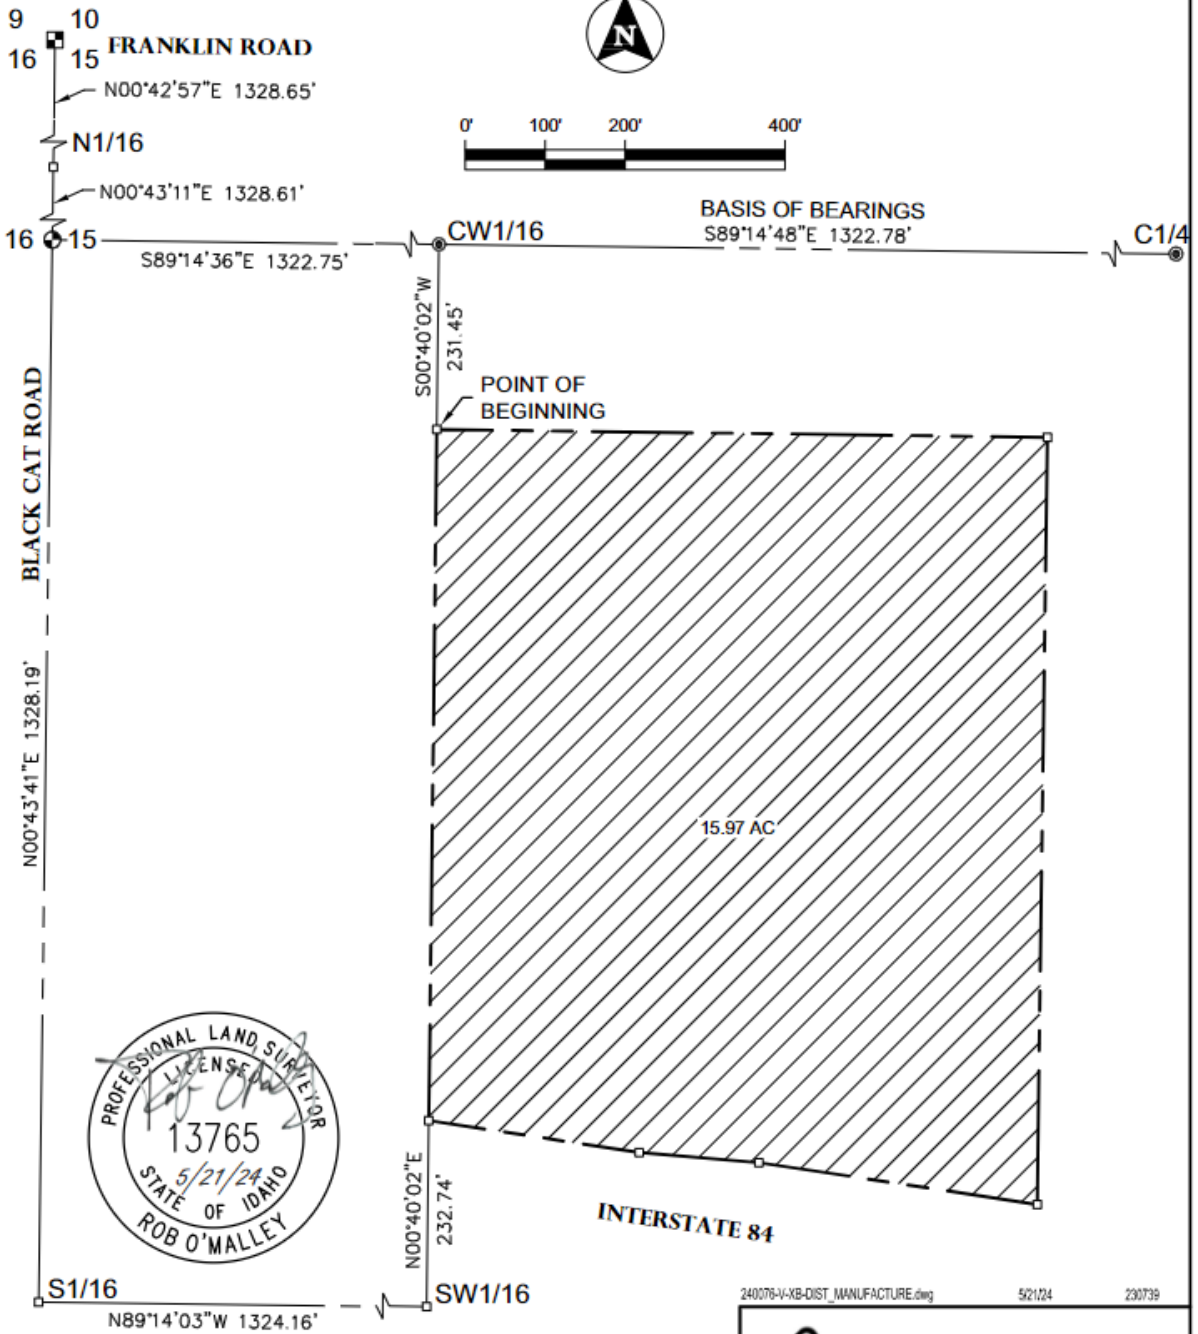 9 10
16 15
FRANKLIN ROAD
N00°42'57"E 1328.65'
N1/16
N00°43'11"E 1328.61'
N
0' 100' 200' 400'
16 15
S89°14'36"E 1322.75'
CW1/16
BASIS OF BEARINGS
S89°14'48"E 1322.78'
C1/4
S00°40'02"W
231.45'
POINT OF
BEGINNING
BLACK CAT ROAD
N00°43'41"E 1328.19'
15.97 AC
PROFESSIONAL LAND SURVEYOR
LICENSE
13765
5/21/24
STATE OF IDAHO
ROB O'MALLEY
N00°40'02"E
232.74'
INTERSTATE 84
S1/16
SW1/16
N89°14'03"W 1324.16'
240076-V-XB-DIST_MANUFACTURE.dwg 5/21/24 230739